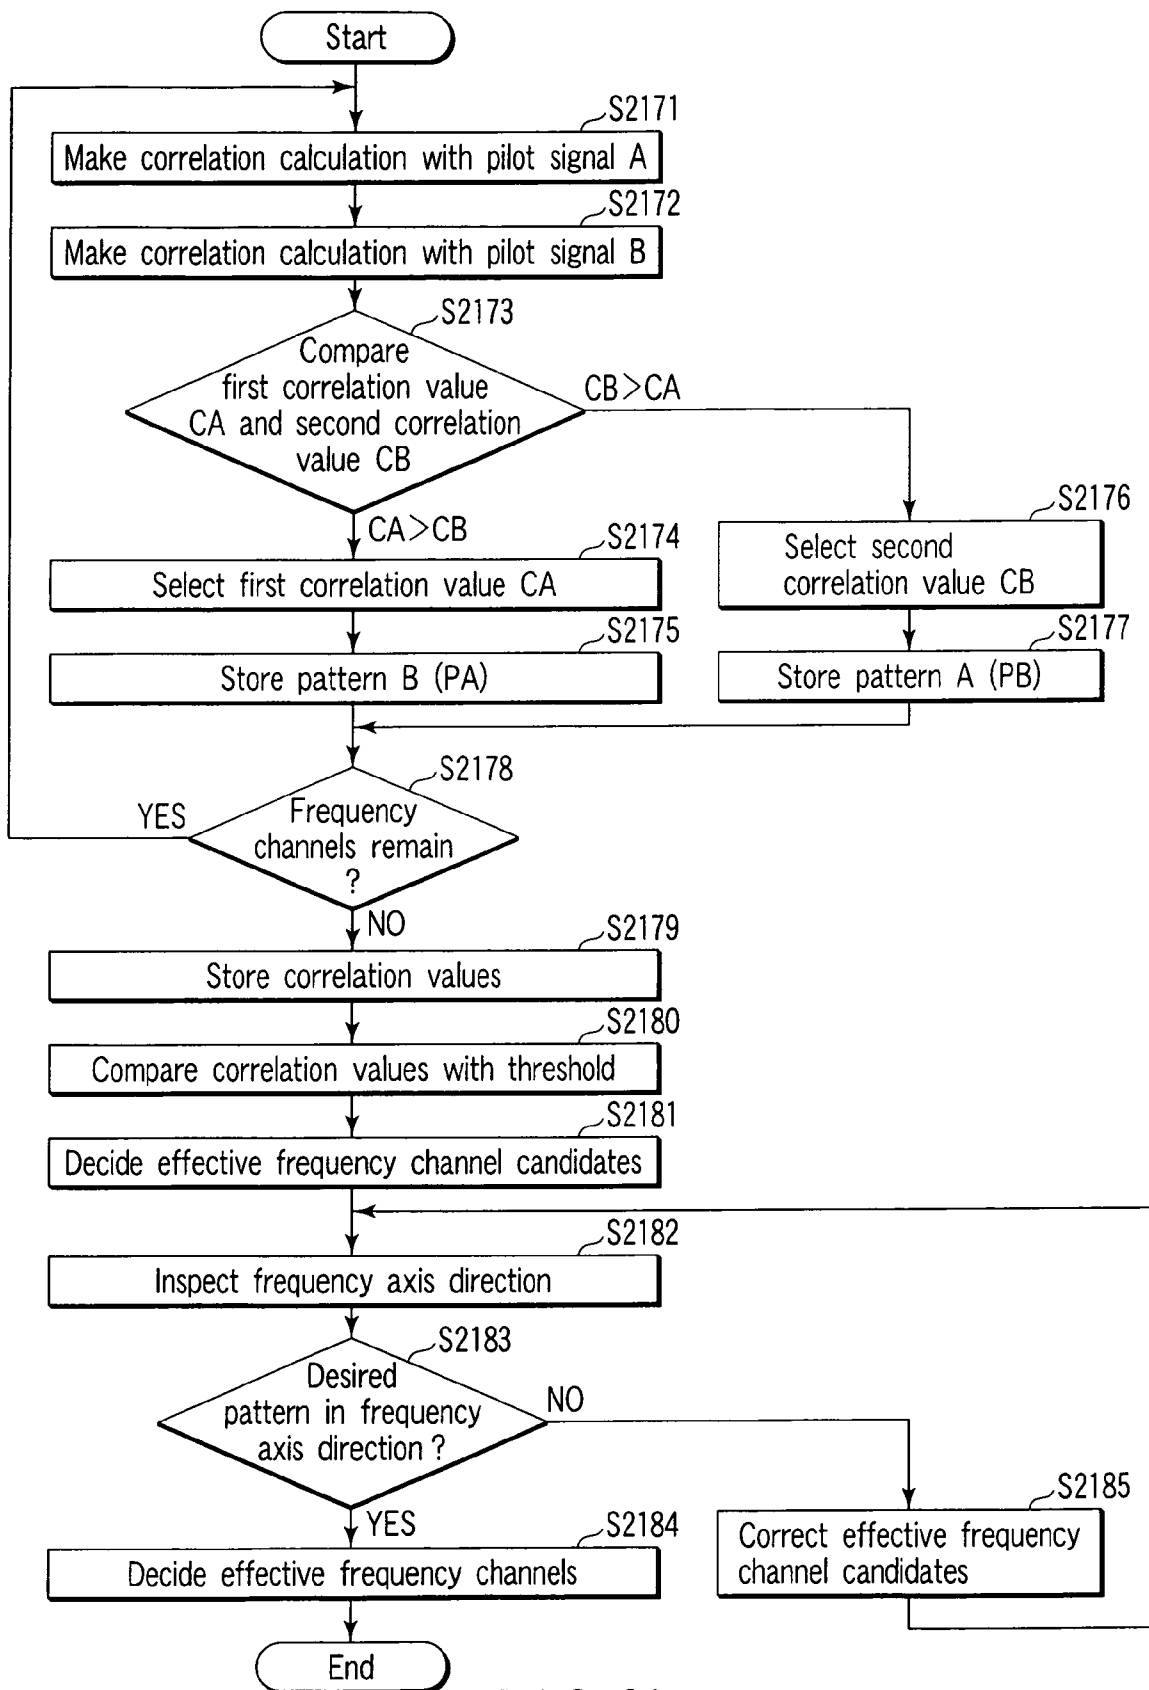 Start
S2171
Make correlation calculation with pilot signal A
S2172
Make correlation calculation with pilot signal B
S2173
Compare
first correlation value
CA and second correlation
value CB
CB>CA
CA>CB
S2174
Select first correlation value CA
S2176
Select second
correlation value CB
S2175
Store pattern B (PA)
S2177
Store pattern A (PB)
S2178
Frequency
channels remain
?
YES
NO
S2179
Store correlation values
S2180
Compare correlation values with threshold
S2181
Decide effective frequency channel candidates
S2182
Inspect frequency axis direction
S2183
Desired
pattern in frequency
axis direction?
NO
YES
S2184
Decide effective frequency channels
S2185
Correct effective frequency
channel candidates
End